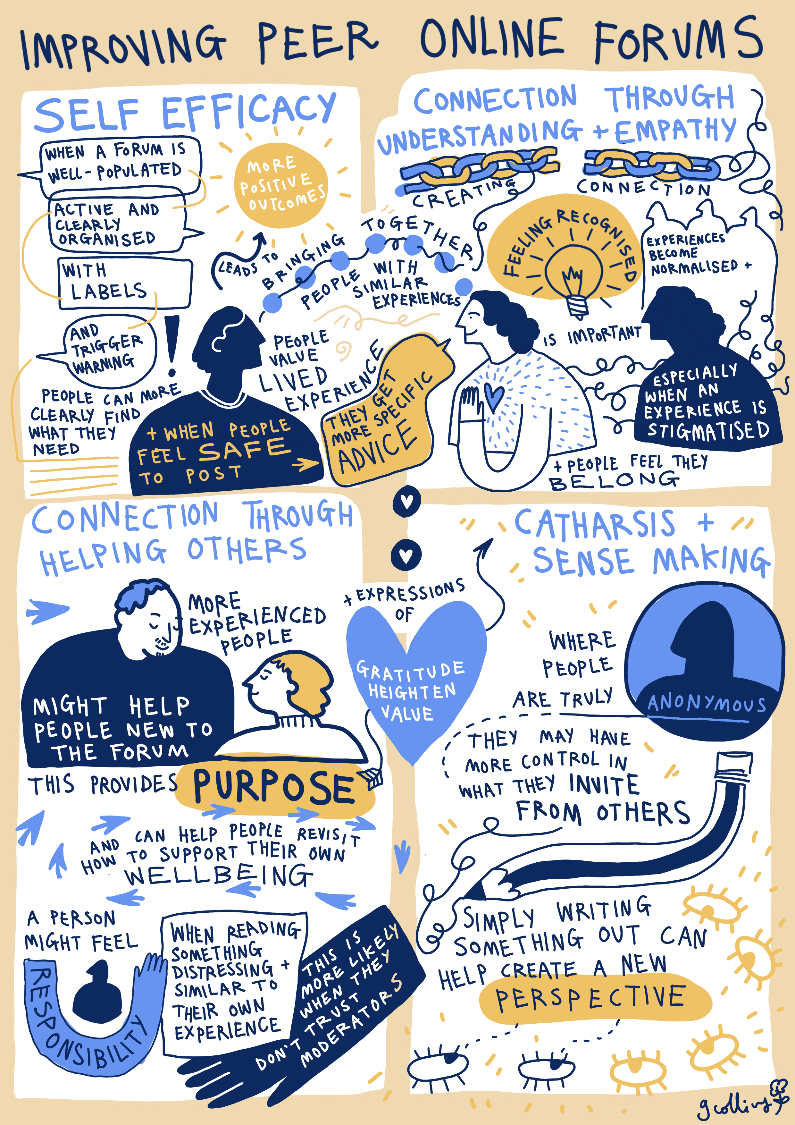 IMPROVING PEER ONLINE FORUMS
SELF EFFICACY
WHEN A FORUM IS
WELL-POPULATED
ACTIVE AND
CLEARLY
ORGANISED
WITH
LABELS
AND
TRIGGER
WARNING
!
PEOPLE CAN MORE
CLEARLY FIND
WHAT THEY
NEED
MORE
POSITIVE
OUTCOMES
LEADS TO
BRINGING TOGETHER
PEOPLE WITH
SIMILAR
EXPERIENCES
PEOPLE
VALUE
LIVED
EXPERIENCE
+ WHEN PEOPLE
FEEL SAFE
TO POST
THEY GET
MORE SPECIFIC
ADVICE
CONNECTION THROUGH
UNDERSTANDING + EMPATHY
CREATING
CONNECTION
FEELING RECOGNISED
IS IMPORTANT
EXPERIENCES
BECOME
NORMALISED +
ESPECIALLY
WHEN AN
EXPERIENCE IS
STIGMATISED
+ PEOPLE FEEL THEY
BELONG
CONNECTION THROUGH
HELPING OTHERS
MORE
EXPERIENCED
PEOPLE
MIGHT HELP
PEOPLE NEW TO
THE FORUM
THIS PROVIDES
PURPOSE
+ EXPRESSIONS
OF
GRATITUDE
HEIGHTEN
VALUE
AND
HOW
CAN HELP PEOPLE REVISIT
TO SUPPORT THEIR OWN
WELLBEING
A PERSON
MIGHT FEEL
RESPONSIBILITY
WHEN READING
SOMETHING
DISTRESSING +
SIMILAR TO
THEIR OWN
EXPERIENCE
THIS IS
MORE LIKELY
WHEN THEY
DON'T TRUST
MODERATORS
CATHARSIS +
SENSE MAKING
WHERE
PEOPLE
ARE TRULY
ANONYMOUS
THEY MAY HAVE
MORE CONTROL IN
WHAT THEY INVITE
FROM OTHERS
SIMPLY WRITING
SOMETHING OUT CAN
HELP CREATE A NEW
PERSPECTIVE
gcollins